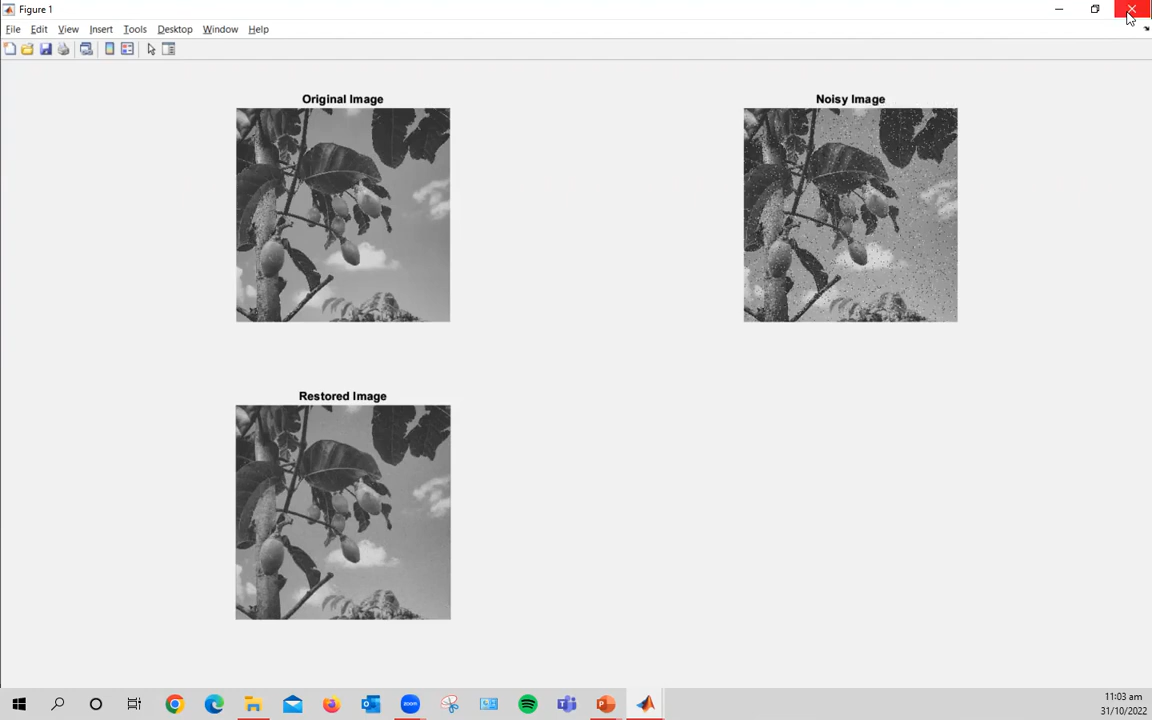 Figure 1
File Edit View Insert Tools Desktop Window Help
Original Image
Noisy Image
Restored Image
zoom
11:03 am
31/10/2022